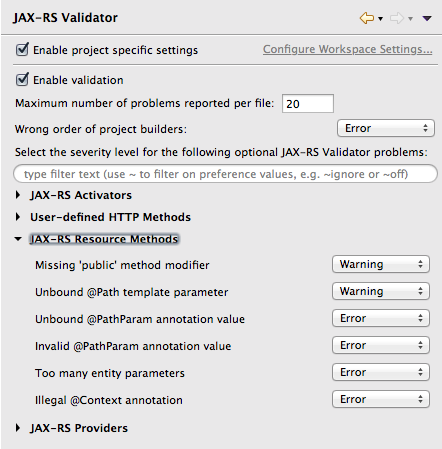 JAX-RS Validator
Enable project specific settings Configure Workspace Settings...
Enable validation
Maximum number of problems reported per file: 20
Wrong order of project builders: Error
Select the severity level for the following optional JAX-RS Validator problems:
type filter text (use ~ to filter on preference values, e.g. ~ignore or ~off)
JAX-RS Activators
User-defined HTTP Methods
JAX-RS Resource Methods
Missing 'public' method modifier Warning
Unbound @Path template parameter Warning
Unbound @PathParam annotation value Error
Invalid @PathParam annotation value Error
Too many entity parameters Error
Illegal @Context annotation Error
JAX-RS Providers